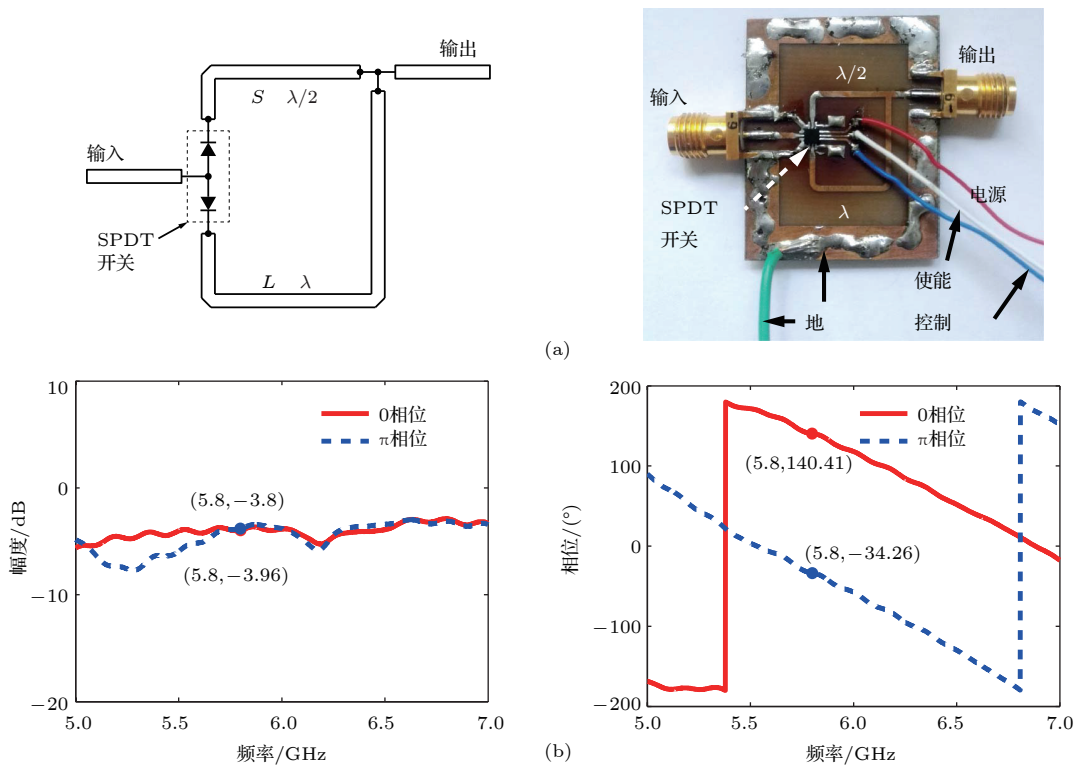 输出
S λ/2
输入
SPDT
开关
L λ
输出
λ/2
输入
电源
SPDT
开关
λ
使能
地
控制
(a)
10
0
−10
−20
幅度/dB
0相位
π相位
(5.8,−3.8)
(5.8,−3.96)
5.0
5.5
6.0
6.5
7.0
频率/GHz
200
100
0
−100
−200
相位/(°)
0相位
π相位
(5.8,140.41)
(5.8,−34.26)
5.0
5.5
6.0
6.5
7.0
频率/GHz
(b)